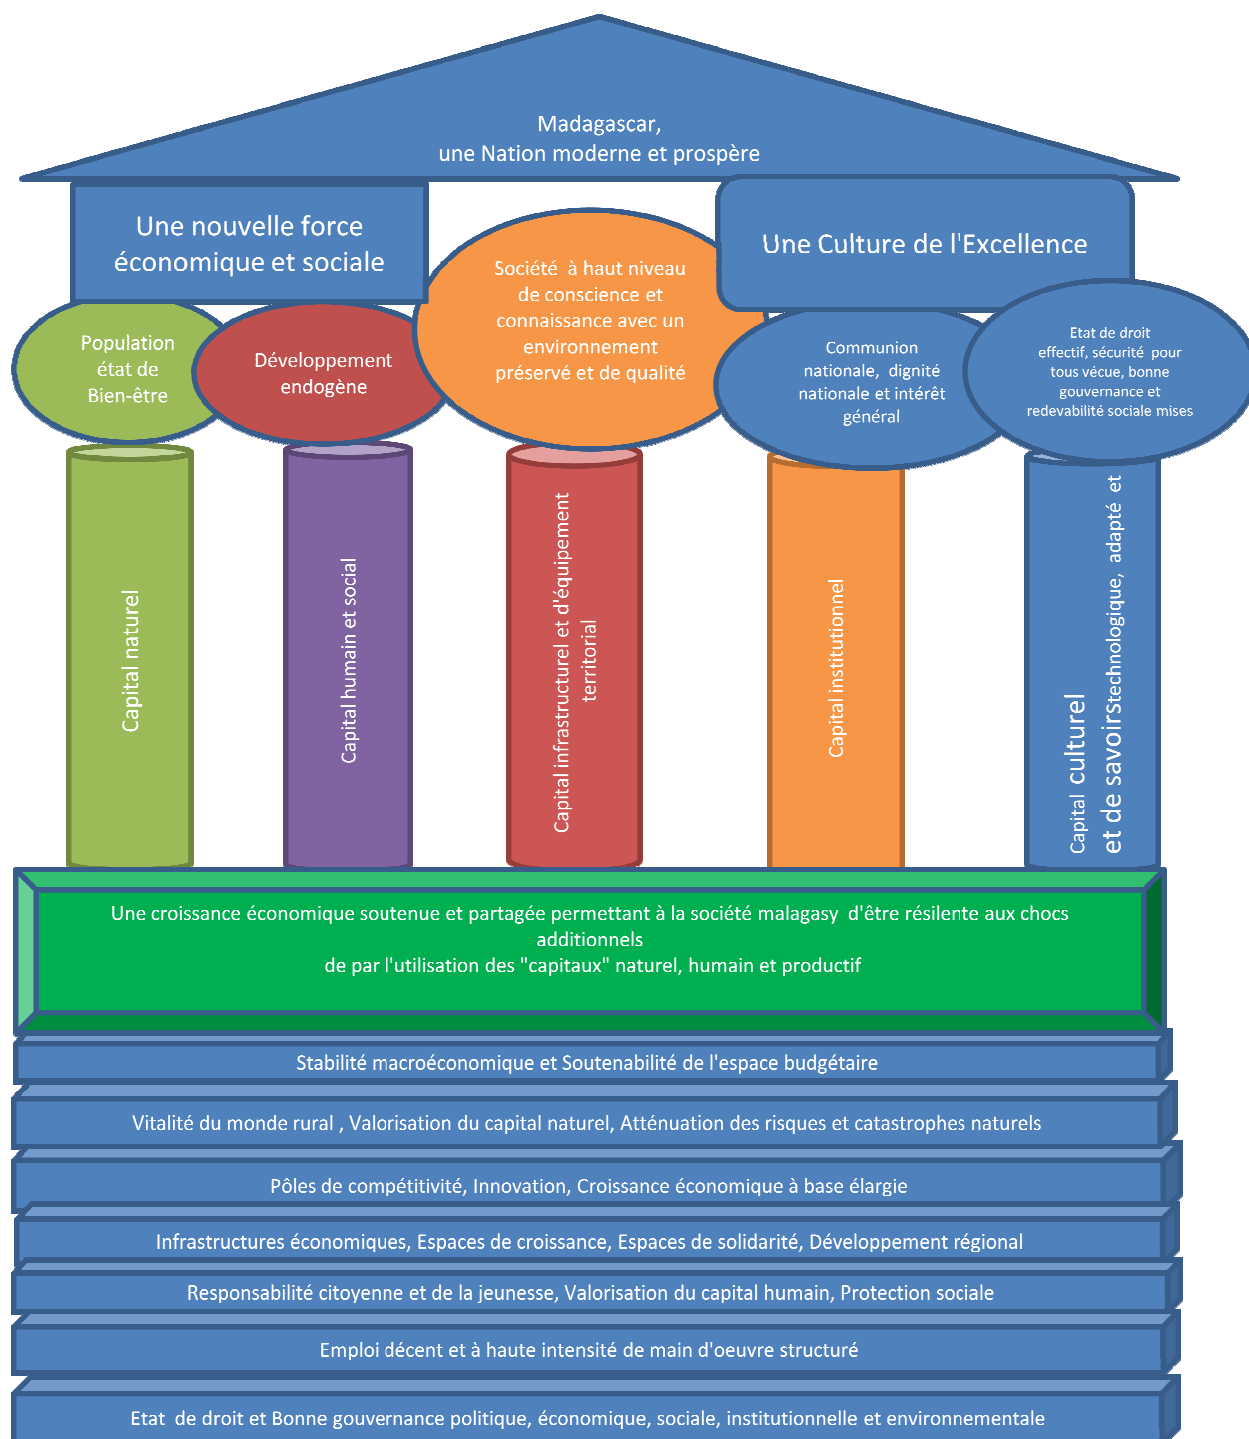 Madagascar,
une Nation moderne et prospère
Une nouvelle force
économique et sociale
Une Culture de l'Excellence
Société à haut niveau
de conscience et
connaissance avec un
environnement
préservé et de qualité
Population
état de
Bien-être
Développement
endogène
Communion
nationale, dignité
nationale et intérêt
général
Etat de droit
effectif, sécurité pour
tous vécue, bonne
gouvernance et
redevabilité sociale mises
Capital naturel
Capital humain et social
Capital infrastructurel et d'équipement
territorial
Capital institutionnel
Capital culturel
et de savoirstechnologique, adapté et
Une croissance économique soutenue et partagée permettant à la société malagasy d'être résilente aux chocs
additionnels
de par l'utilisation des "capitaux" naturel, humain et productif
Stabilité macroéconomique et Soutenabilité de l'espace budgétaire
Vitalité du monde rural , Valorisation du capital naturel, Atténuation des risques et catastrophes naturels
Pôles de compétitivité, Innovation, Croissance économique à base élargie
Infrastructures économiques, Espaces de croissance, Espaces de solidarité, Développement régional
Responsabilité citoyenne et de la jeunesse, Valorisation du capital humain, Protection sociale
Emploi décent et à haute intensité de main d'oeuvre structuré
Etat de droit et Bonne gouvernance politique, économique, sociale, institutionnelle et environnementale